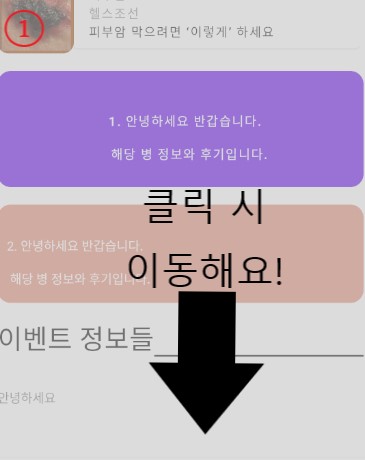 ①
헬스조선
피부암 막으려면 '이렇게' 하세요
1. 안녕하세요 반갑습니다.
해당 병 정보와 후기입니다.
클릭 시
2. 안녕하세요 반갑습니다.
이동해요!
해당 병 정보와 후기입니다.
이벤트 정보들
안녕하세요